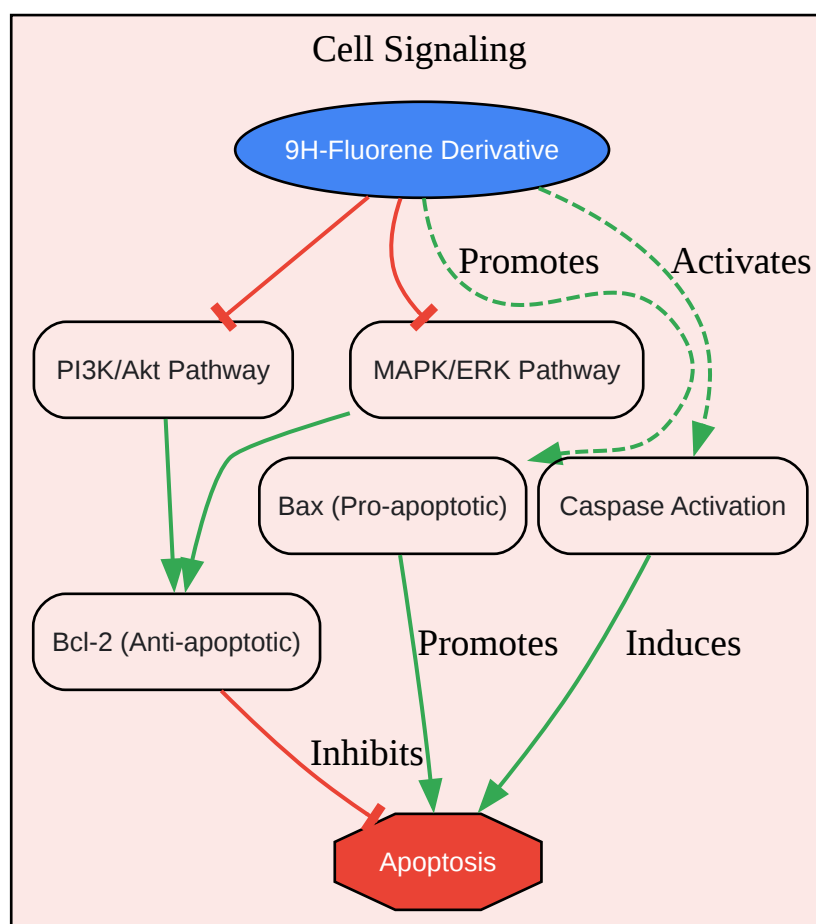 Cell Signaling
9H-Fluorene Derivative
Promotes
Activates
PI3K/Akt Pathway
MAPK/ERK Pathway
Bax (Pro-apoptotic)
Caspase Activation
Bcl-2 (Anti-apoptotic)
Promotes
Induces
Inhibits
Apoptosis